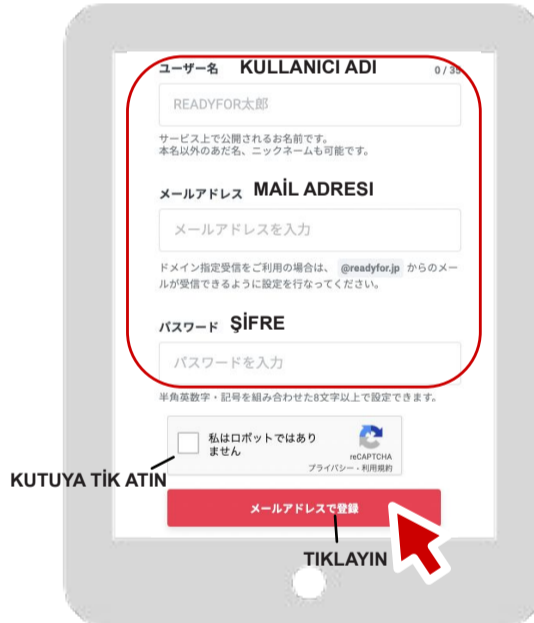 ユーザー名 KULLANICI ADI 0 / 35
READYFOR太郎
サービス上で公開されるお名前です。
本名以外のあだ名、ニックネームも可能です。
メールアドレス MAİL ADRESI
メールアドレスを入力
ドメイン指定受信をご利用の場合は、 @readyfor.jp からのメー
ルが受信できるように設定を行なってください。
パスワード ŞİFRE
パスワードを入力
半角英数字・記号を組み合わせた8文字以上で設定できます。
私はロボットではあり
ません
reCAPTCHA
プライバシー - 利用規約
KUTUYA TİK ATIN
メールアドレスで登録
TIKLAYIN